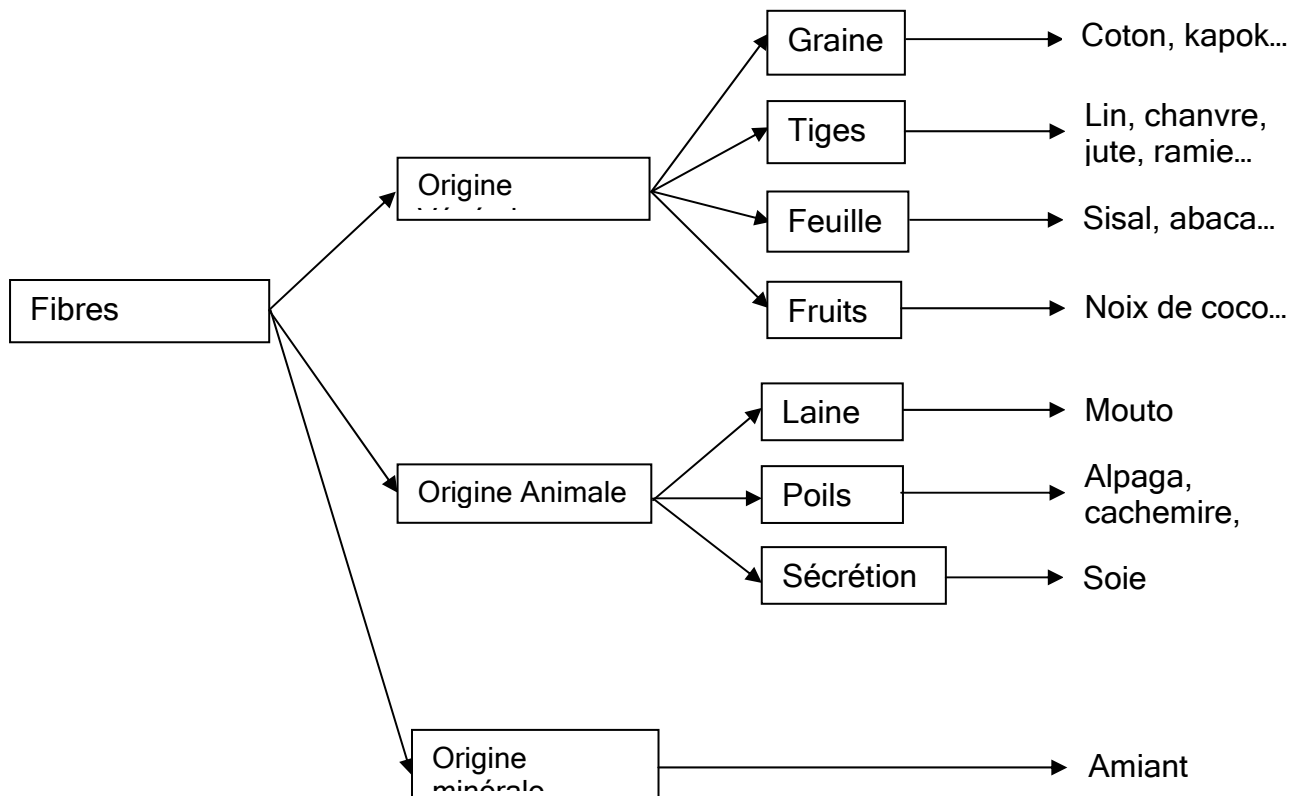 Graine
Coton, kapok...
Tiges
Lin, chanvre,
jute, ramie...
Origine
Feuille
Sisal, abaca...
Fibres
Fruits
Noix de coco...
Laine
Mouto
Origine Animale
Poils
Alpaga,
cachemire,
Sécrétion
Soie
Origine
minérale
Amiant